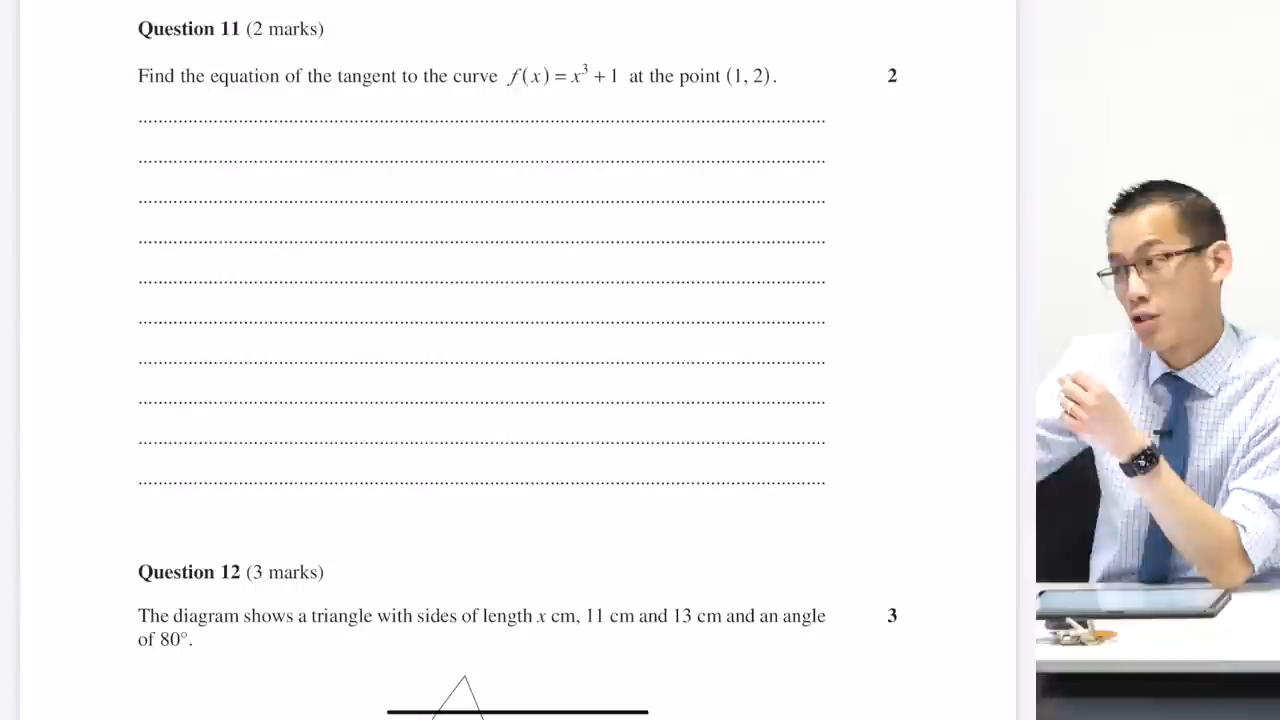 Question 11 (2 marks)
Find the equation of the tangent to the curve f(x) = x³ + 1 at the point (1, 2). 2
Question 12 (3 marks)
The diagram shows a triangle with sides of length x cm, 11 cm and 13 cm and an angle 3
of 80°.